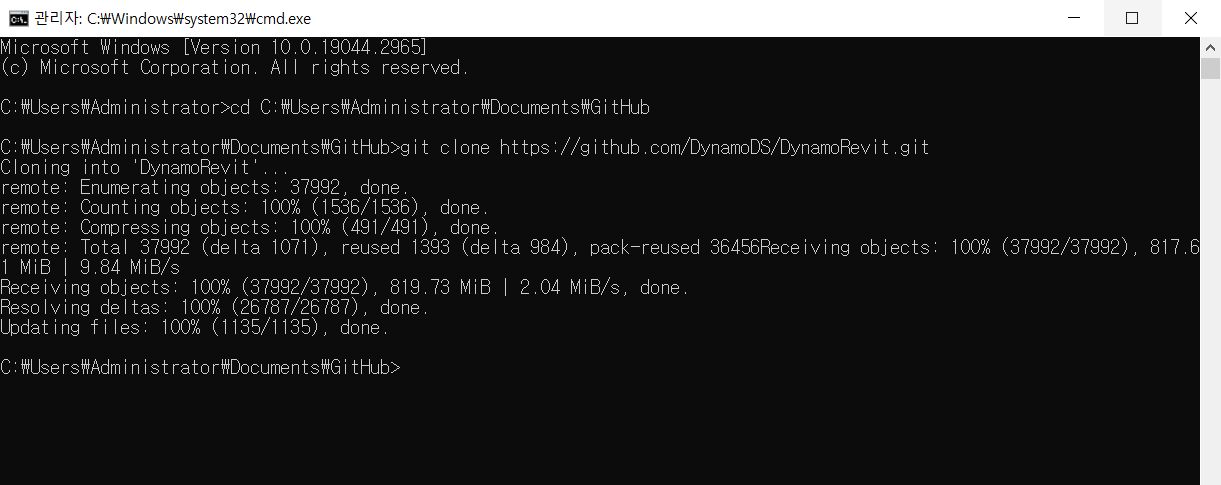 관리자: C:₩Windows₩system32₩cmd.exe
Microsoft Windows [Version 10.0.19044.2965]
(c) Microsoft Corporation. All rights reserved.
C:₩Users₩Administrator>cd C:₩Users₩Administrator₩Documents₩GitHub
C:₩Users₩Administrator₩Documents₩GitHub>git clone https://github.com/DynamoDS/DynamoRevit.git
Cloning into 'DynamoRevit'...
remote: Enumerating objects: 37992, done.
remote: Counting objects: 100% (1536/1536), done.
remote: Compressing objects: 100% (491/491), done.
remote: Total 37992 (delta 1071), reused 1393 (delta 984), pack-reused 36456Receiving objects: 100% (37992/37992), 817.6
1 MiB | 9.84 MiB/s
Receiving objects: 100% (37992/37992), 819.73 MiB | 2.04 MiB/s, done.
Resolving deltas: 100% (26787/26787), done.
Updating files: 100% (1135/1135), done.
C:₩Users₩Administrator₩Documents₩GitHub>